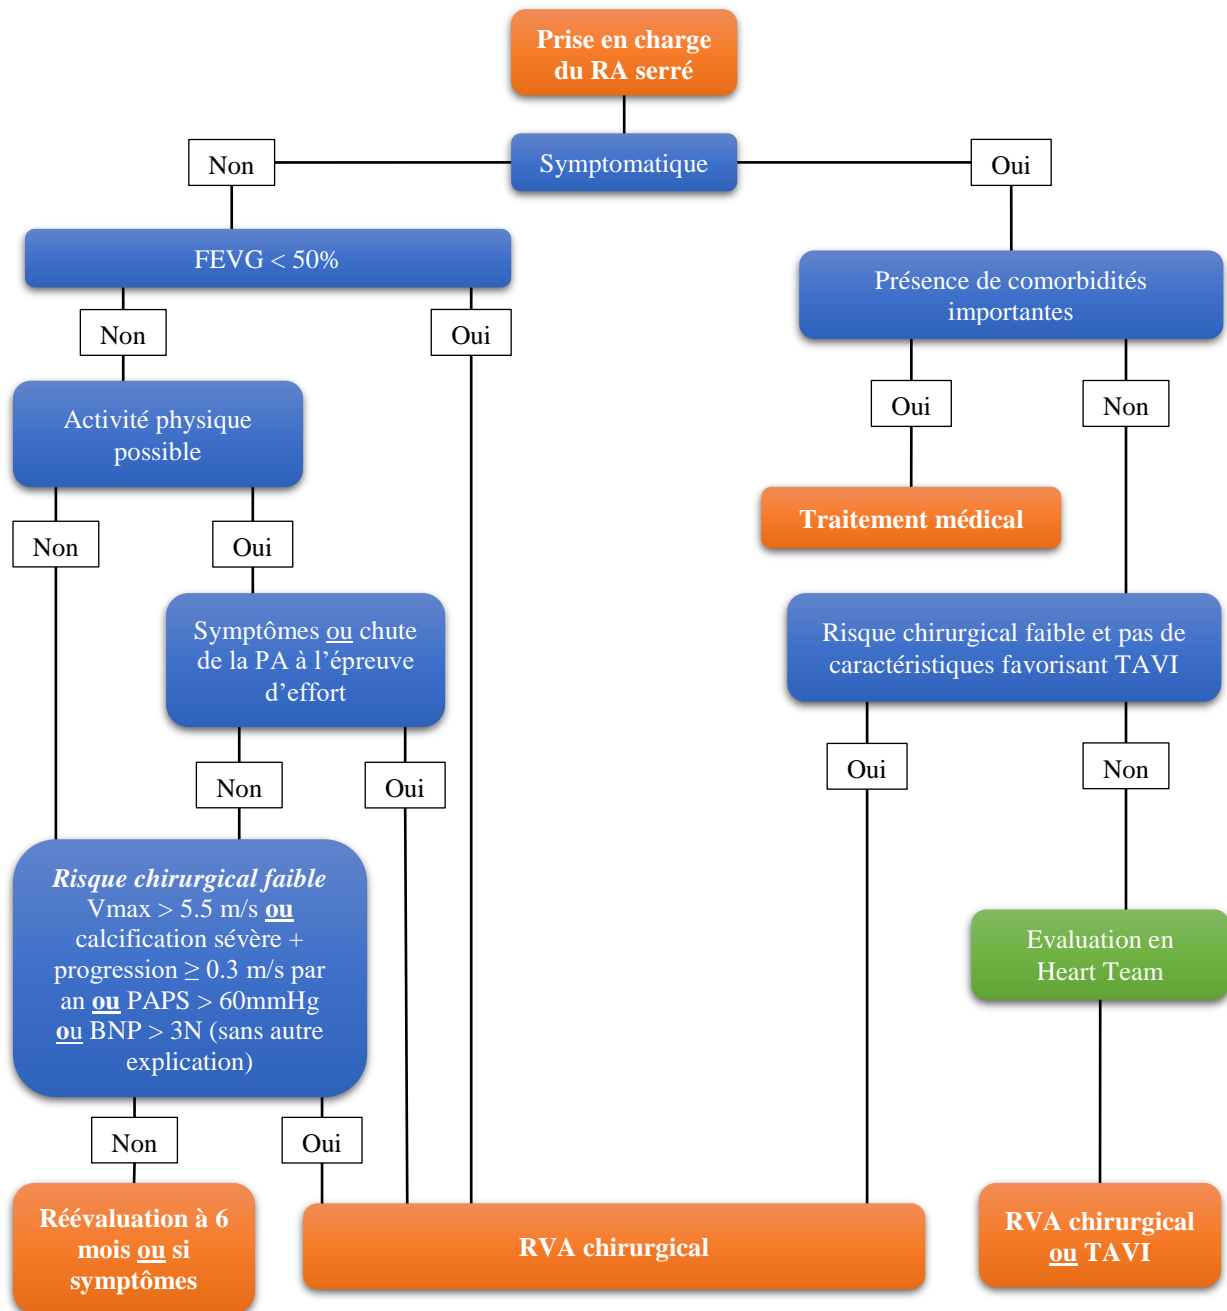 Prise en charge
du RA serré
Non
Symptomatique
Oui
FEVG < 50%
Présence de comorbidités
importantes
Non
Oui
Activité physique
possible
Oui
Non
Traitement médical
Non
Oui
Symptômes ou chute
de la PA à l’épreuve
d’effort
Risque chirurgical faible et pas de
caractéristiques favorisant TAVI
Non
Oui
Oui
Non
Risque chirurgical faible
Vmax > 5.5 m/s ou
calcification sévère +
progression ≥ 0.3 m/s par
an ou PAPS > 60mmHg
ou BNP > 3N (sans autre
explication)
Evaluation en
Heart Team
Non
Oui
Réévaluation à 6
mois ou si
symptômes
RVA chirurgical
RVA chirurgical
ou TAVI